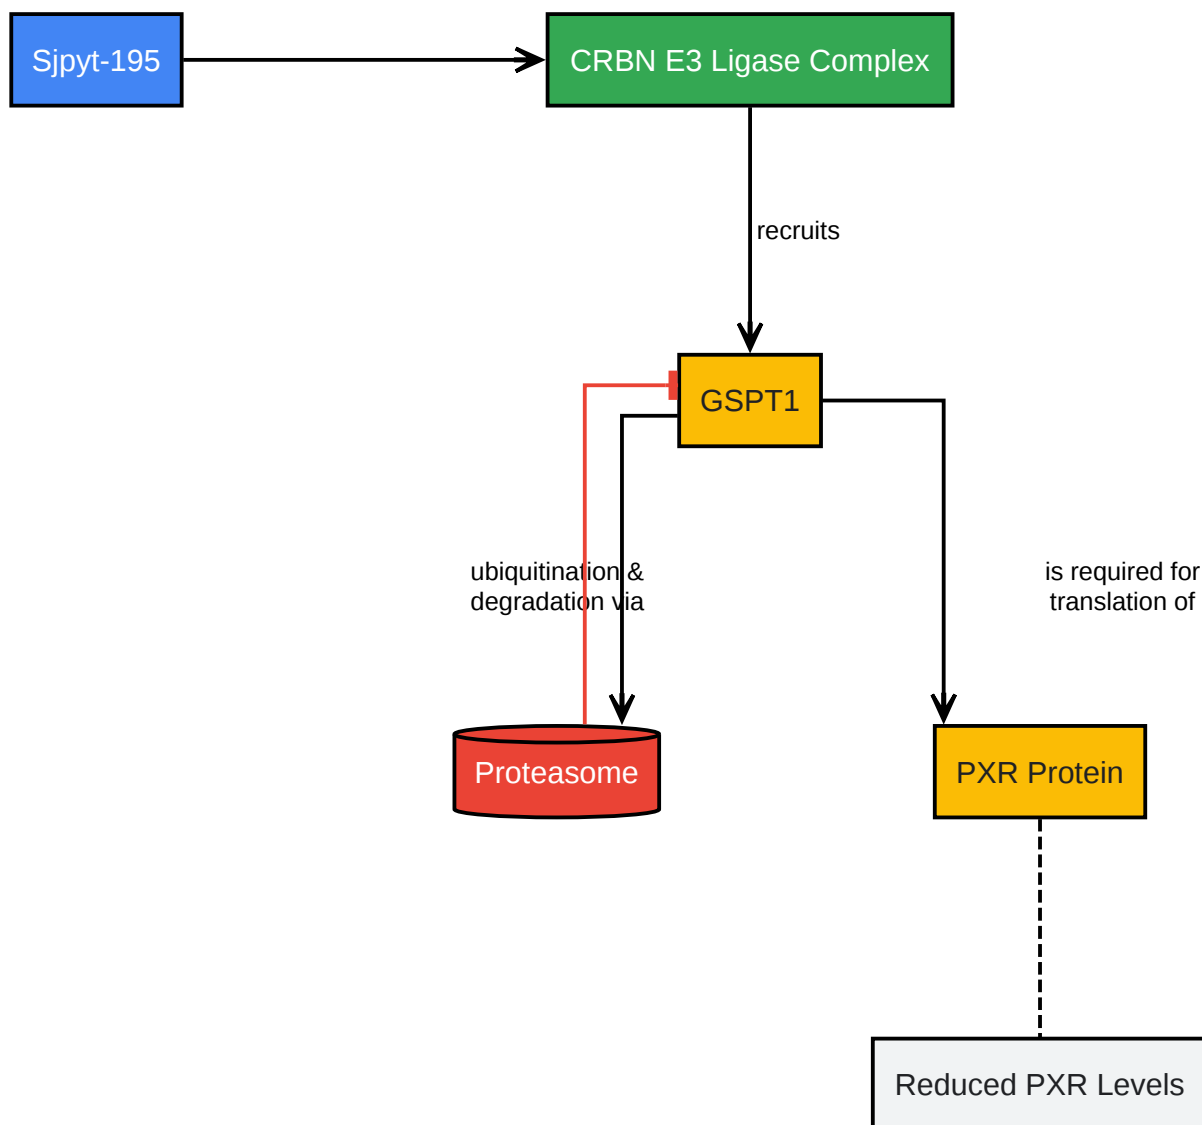 Sjpyt-195
CRBN E3 Ligase Complex
recruits
GSPT1
ubiquitination &
degradation via
is required for
translation of
Proteasome
PXR Protein
Reduced PXR Levels